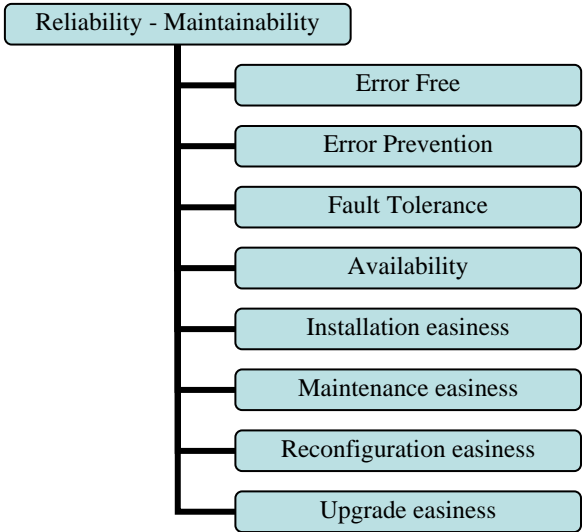 Reliability - Maintainability
Error Free
Error Prevention
Fault Tolerance
Availability
Installation easiness
Maintenance easiness
Reconfiguration easiness
Upgrade easiness